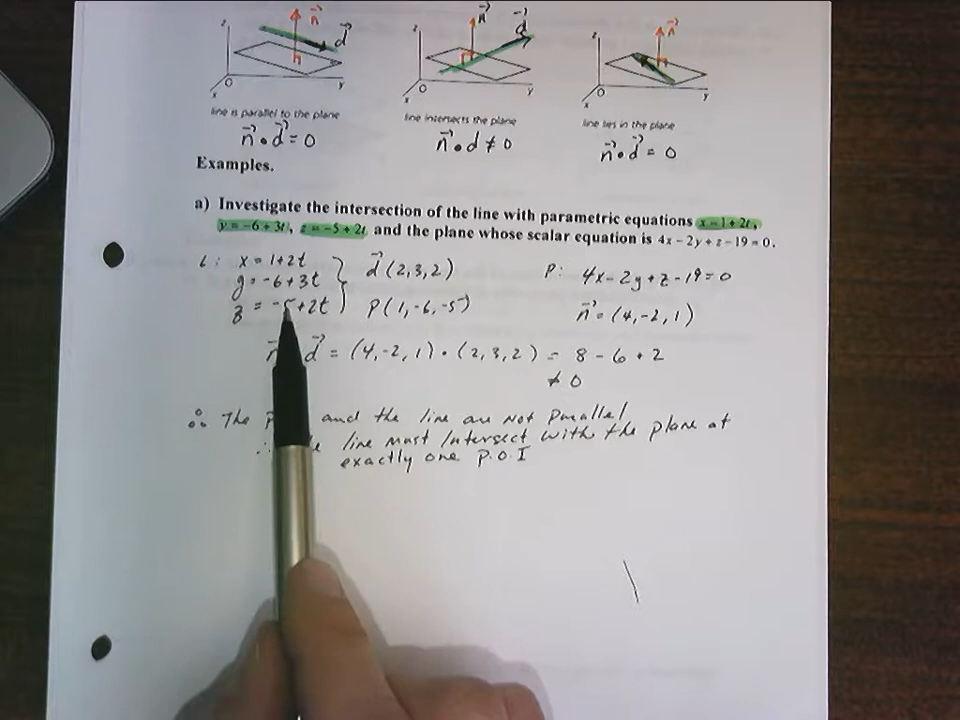 z n⃗ d⃗ z n⃗ d⃗ z n⃗
O x y O x y O x y
line is parallel to the plane line intersects the plane line lies in the plane
n⃗ • d⃗ = 0 n⃗ • d ≠ 0 n⃗ • d⃗ = 0
Examples.
a) Investigate the intersection of the line with parametric equations x = 1 + 2t,
y = −6 + 3t, z = −5 + 2t and the plane whose scalar equation is 4x − 2y + z − 19 = 0.
L: x = 1+2t d⃗ (2,3,2) P: 4x − 2y + z − 19 = 0
y = -6+3t
z = -5+2t P(1,-6,-5) n⃗ = (4,-2,1)
n⃗ d⃗ = (4,-2,1) • (2,3,2) = 8 − 6 + 2
≠ 0
∴ The and the line are not parallel
∴ line must intersect with the plane at
exactly one P.O.I